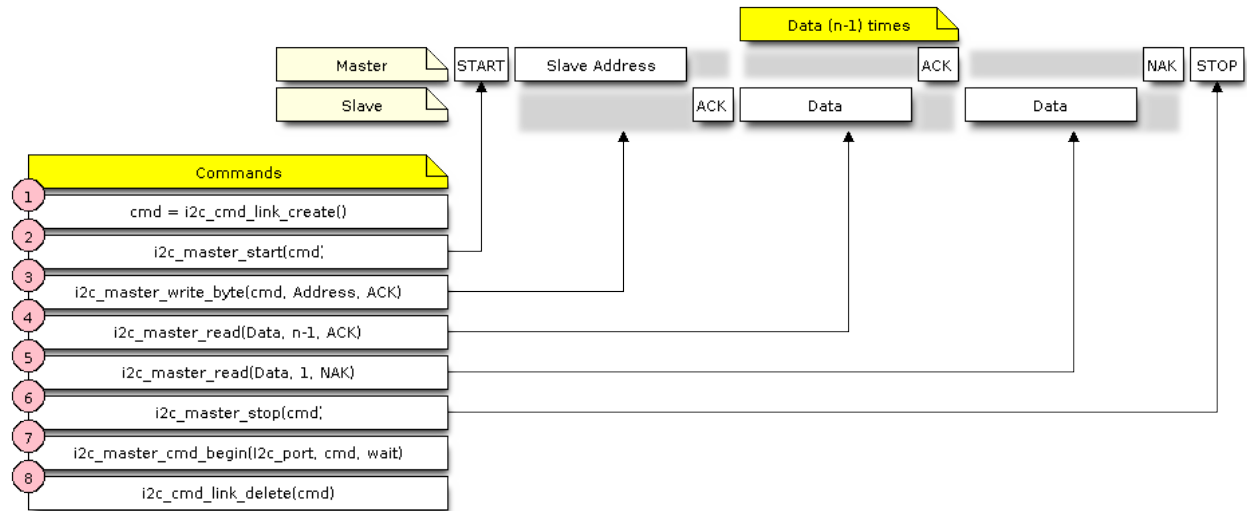 Data (n-1) times
Master START Slave Address ACK NAK STOP
Slave ACK Data Data
Commands
1
cmd = i2c_cmd_link_create()
2
i2c_master_start(cmd)
3
i2c_master_write_byte(cmd, Address, ACK)
4
i2c_master_read(Data, n-1, ACK)
5
i2c_master_read(Data, 1, NAK)
6
i2c_master_stop(cmd)
7
i2c_master_cmd_begin(I2c_port, cmd, wait)
8
i2c_cmd_link_delete(cmd)